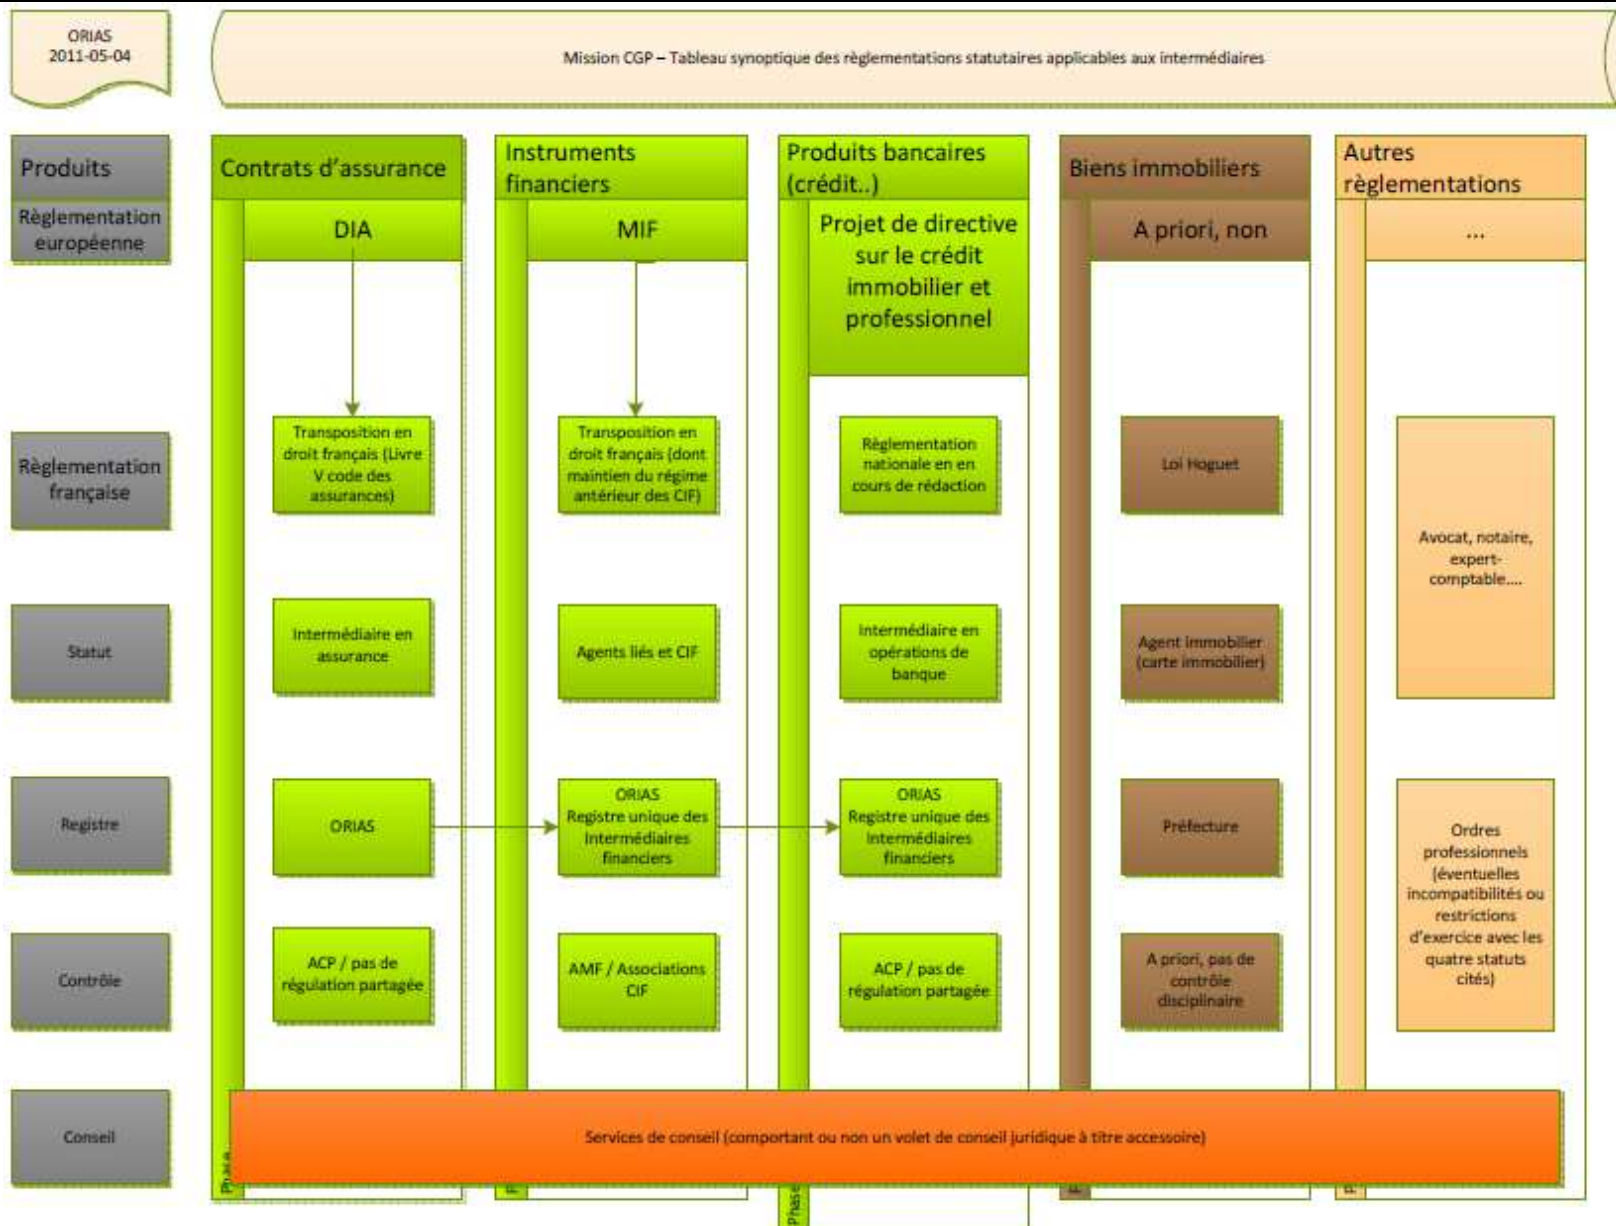 ORIAS
2011-05-04
Mission CGP – Tableau synoptique des règlementations statutaires applicables aux intermédiaires
Produits
Contrats d'assurance
Instruments
financiers
Produits bancaires
(crédit..)
Biens immobiliers
Autres
règlementations
Règlementation
européenne
DIA
MIF
Projet de directive
sur le crédit
immobilier et
professionnel
A priori, non
...
Règlementation
française
Transposition en
droit français (Livre
V code des
assurances)
Transposition en
droit français (dont
maintien du régime
antérieur des CIF)
Règlementation
nationale en en
cours de rédaction
Loi Hoguet
Avocat, notaire,
expert-
comptable....
Statut
Intermédiaire en
assurance
Agents liés et CIF
Intermédiaire en
opérations de
banque
Agent immobilier
(carte immobilier)
Registre
ORIAS
ORIAS
Registre unique des
Intermédiaires
financiers
ORIAS
Registre unique des
Intermédiaires
financiers
Préfecture
Ordres
professionnels
(éventuelles
incompatibilités ou
restrictions
d'exercice avec les
quatre statuts
cités)
Contrôle
ACP / pas de
régulation partagée
AMF / Associations
CIF
ACP / pas de
régulation partagée
A priori, pas de
contrôle
disciplinaire
Conseil
Services de conseil (comportant ou non un volet de conseil juridique à titre accessoire)
Phase
Phase